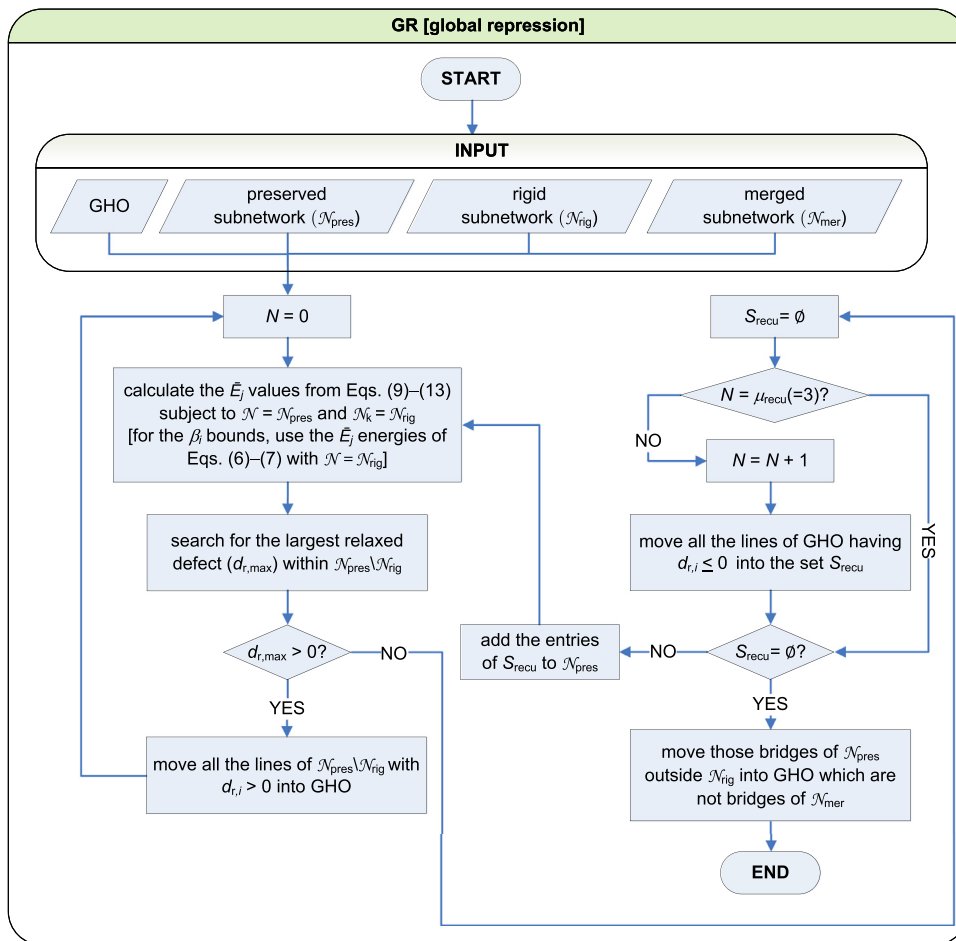 GR [global repression]
START
INPUT
GHO
preserved
subnetwork (𝒩pres)
rigid
subnetwork (𝒩rig)
merged
subnetwork (𝒩mer)
N = 0
calculate the Ēj values from Eqs. (9)–(13)
subject to 𝒩 = 𝒩pres and 𝒩k = 𝒩rig
[for the βi bounds, use the Ēj energies of
Eqs. (6)–(7) with 𝒩 = 𝒩rig]
search for the largest relaxed
defect (dr,max) within 𝒩pres\𝒩rig
dr,max > 0?
NO
YES
move all the lines of 𝒩pres\𝒩rig with
dr,i > 0 into GHO
Srecu = ∅
N = μrecu(=3)?
NO
YES
N = N + 1
move all the lines of GHO having
dr,i ≤ 0 into the set Srecu
Srecu = ∅?
NO
add the entries
of Srecu to 𝒩pres
YES
move those bridges of 𝒩pres
outside 𝒩rig into GHO which are
not bridges of 𝒩mer
END